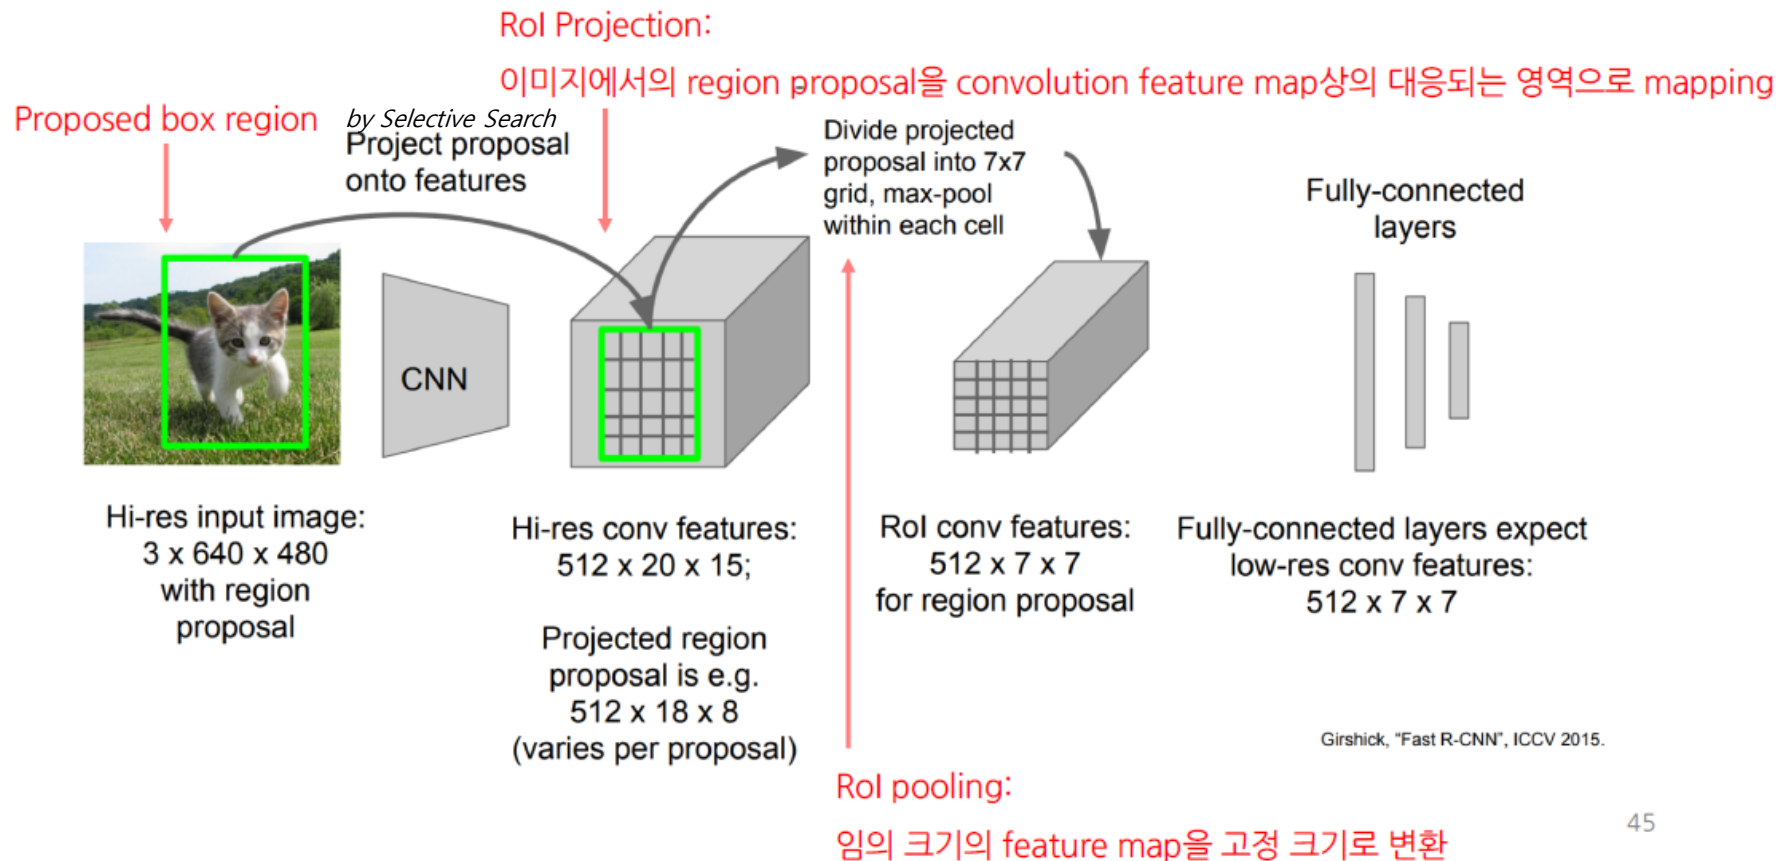 RoI Projection:
이미지에서의 region proposal을 convolution feature map상의 대응되는 영역으로 mapping
Proposed box region
by Selective Search
Project proposal
onto features
Divide projected
proposal into 7x7
grid, max-pool
within each cell
Fully-connected
layers
CNN
Hi-res input image:
3 x 640 x 480
with region
proposal
Hi-res conv features:
512 x 20 x 15;
Projected region
proposal is e.g.
512 x 18 x 8
(varies per proposal)
RoI conv features:
512 x 7 x 7
for region proposal
Fully-connected layers expect
low-res conv features:
512 x 7 x 7
Girshick, "Fast R-CNN", ICCV 2015.
RoI pooling:
임의 크기의 feature map을 고정 크기로 변환
45